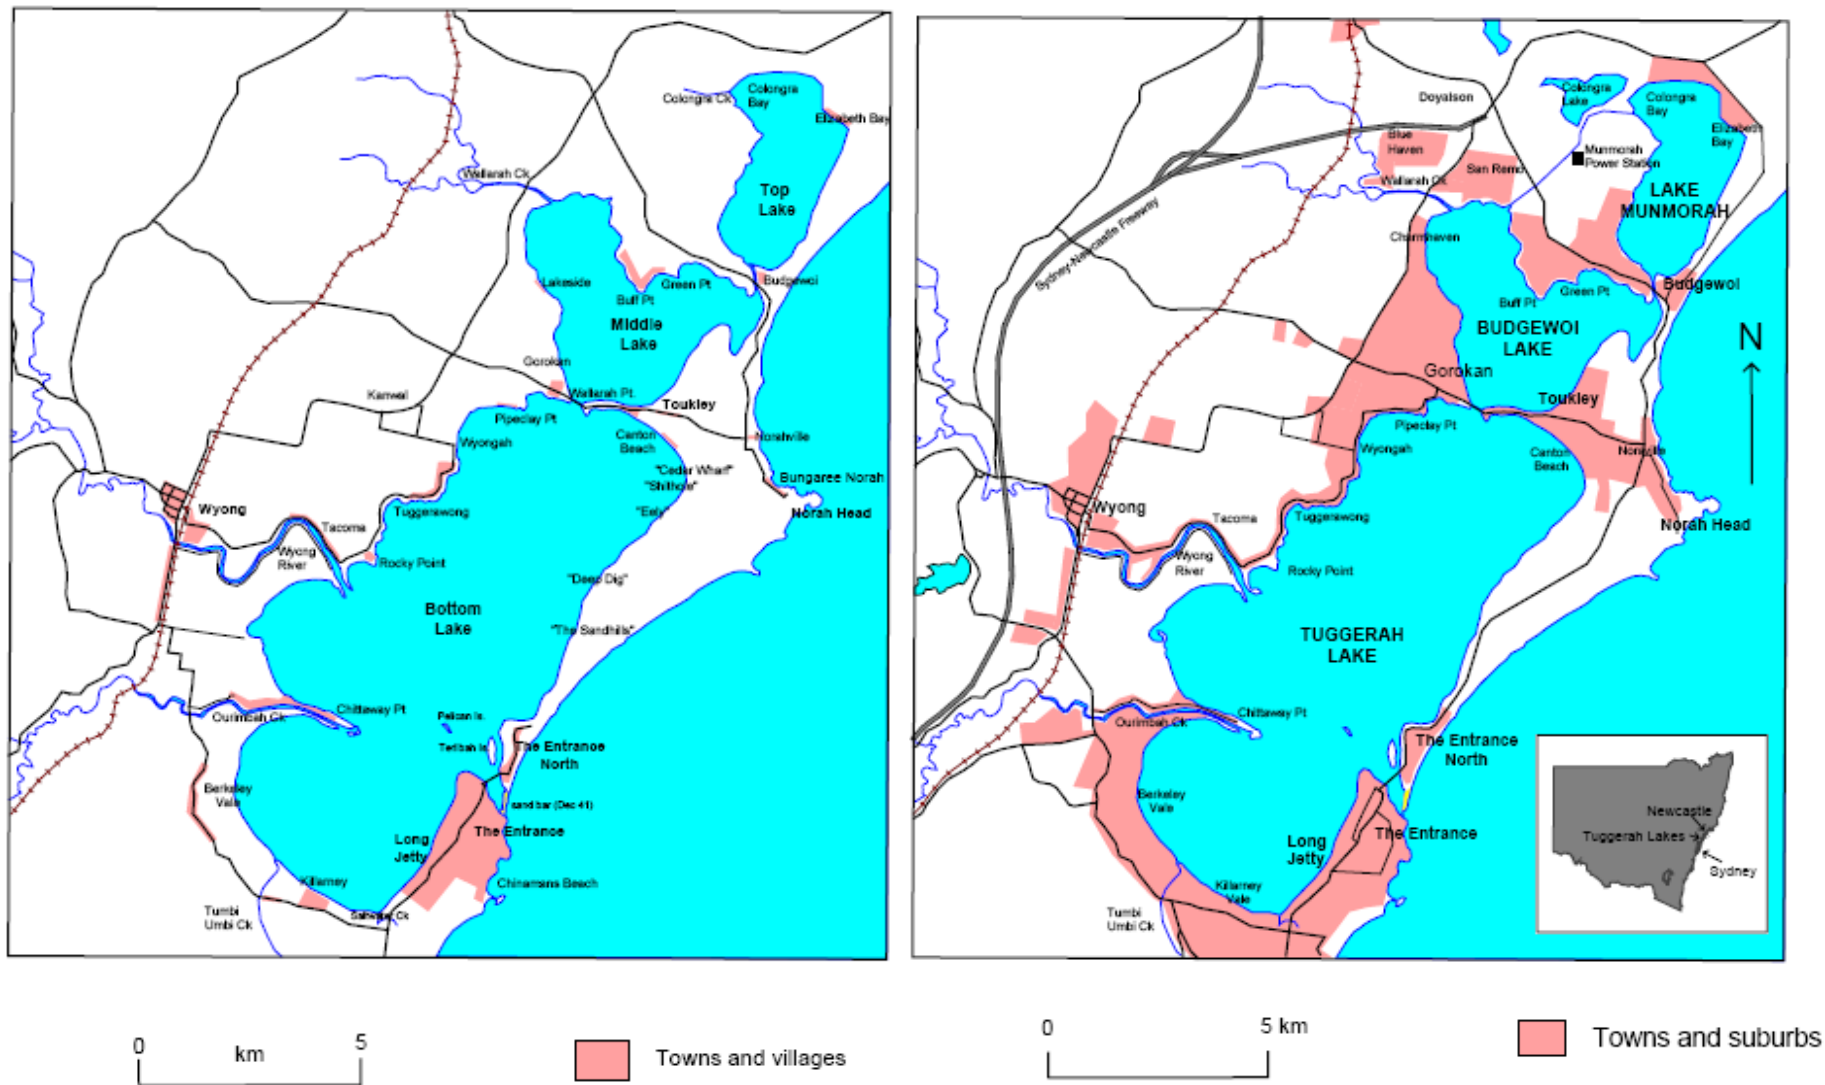 Colongra Ck
Colongra
Bay
Elizabeth Bay
Wallarah Ck
Top
Lake
Lakeside
Buff Pt
Green Pt
Budgewoi
Middle
Lake
Gorokan
Kanwal
Wallarah Pt.
Toukley
Pipeclay Pt
Canton
Beach
Norahville
Wyongah
"Cedar Wharf"
"Shithole"
Bungaree Norah
Wyong
Tuggerawong
"Eely"
Norah Head
Tacoma
Wyong
River
Rocky Point
"Deep Dig"
Bottom
Lake
"The Sandhills"
Ourimbah Ck
Chittaway Pt
Pelican Is.
Terilbah Is
The Entrance
North
Berkeley
Vale
sand bar (Dec 41)
Long
Jetty
The Entrance
Killarney
Chinamans Beach
Tumbi
Umbi Ck
Saltwater Ck
0
km
5
Towns and villages
Doyalson
Colongra
Lake
Colongra
Bay
Blue
Haven
Elizabeth
Bay
Munmorah
Power Station
San Remo
Wallarah Ck
LAKE
MUNMORAH
Sydney-Newcastle Freeway
Charmhaven
Buff Pt
Green Pt
Budgewoi
BUDGEWOI
LAKE
N
Gorokan
Toukley
Pipeclay Pt
Wyongah
Canton
Beach
Noraville
Wyong
Tuggerawong
Norah Head
Tacoma
Wyong
River
Rocky Point
TUGGERAH
LAKE
Ourimbah Ck
Chittaway Pt
The Entrance
North
Berkeley
Vale
Long
Jetty
The Entrance
Killarney
Vale
Tumbi
Umbi Ck
Newcastle
Tuggerah Lakes
Sydney
0
5 km
Towns and suburbs